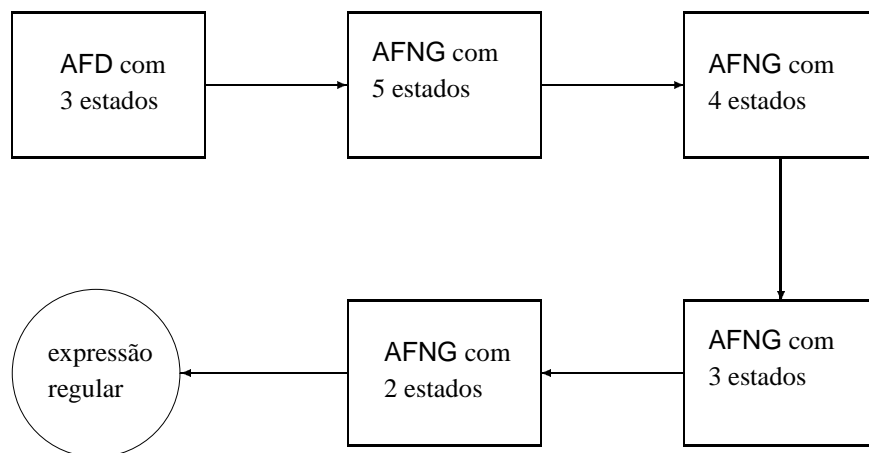 AFD com
3 estados
AFNG com
5 estados
AFNG com
4 estados
AFNG com
3 estados
AFNG com
2 estados
expressão
regular